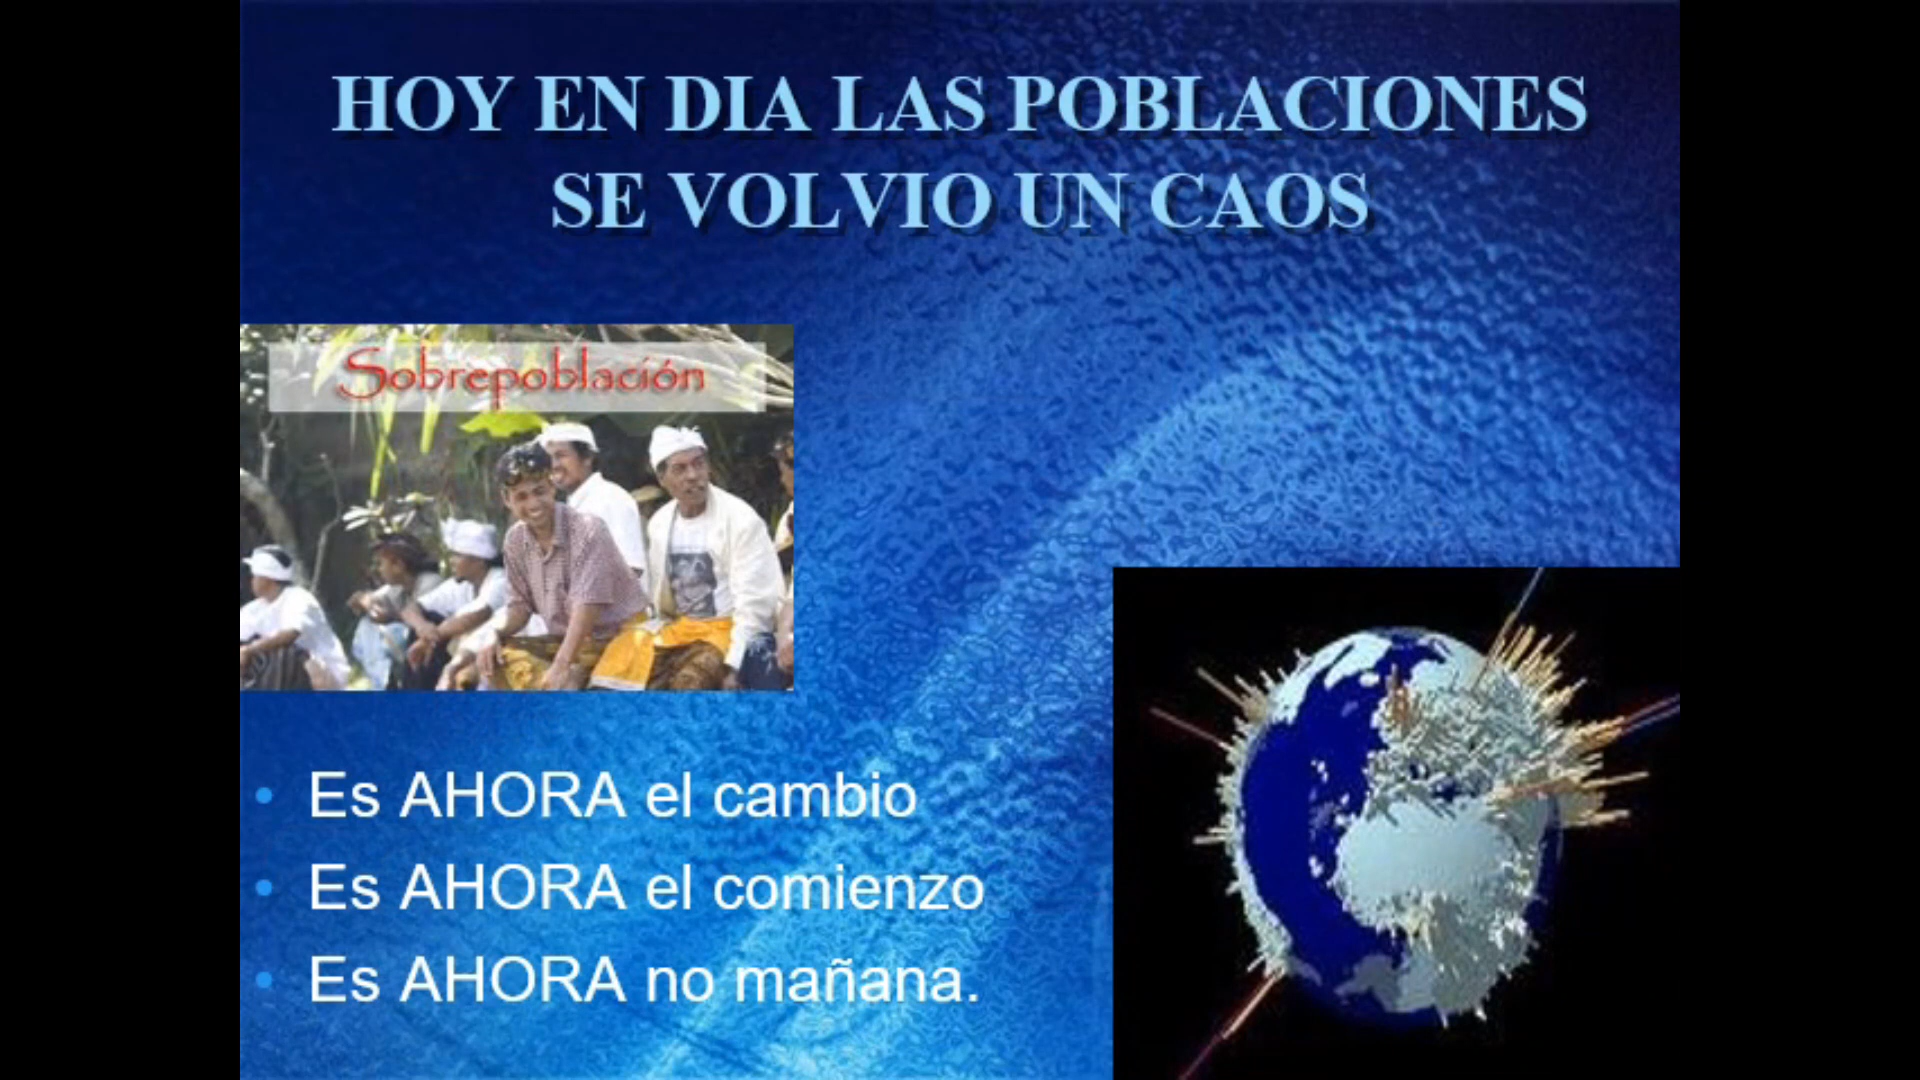 HOY EN DIA LAS POBLACIONES
SE VOLVIO UN CAOS
Sobrepoblación
• Es AHORA el cambio
• Es AHORA el comienzo
• Es AHORA no mañana.